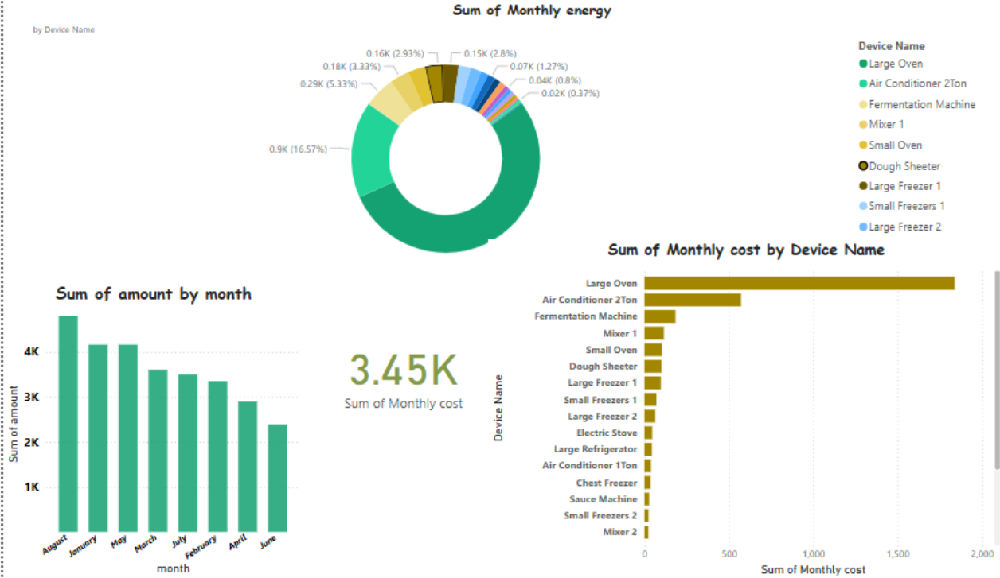 Sum of Monthly energy
by Device Name
0.16K (2.93%)
0.15K (2.8%)
0.18K (3.33%)
0.07K (1.27%)
0.29K (5.33%)
0.04K (0.8%)
0.02K (0.37%)
0.9K (16.57%)
Device Name
Large Oven
Air Conditioner 2Ton
Fermentation Machine
Mixer 1
Small Oven
Dough Sheeter
Large Freezer 1
Small Freezers 1
Large Freezer 2
Sum of amount by month
4K
3K
2K
1K
Sum of amount
August
January
May
March
July
February
April
June
month
3.45K
Sum of Monthly cost
Sum of Monthly cost by Device Name
Device Name
Large Oven
Air Conditioner 2Ton
Fermentation Machine
Mixer 1
Small Oven
Dough Sheeter
Large Freezer 1
Small Freezers 1
Large Freezer 2
Electric Stove
Large Refrigerator
Air Conditioner 1Ton
Chest Freezer
Sauce Machine
Small Freezers 2
Mixer 2
0
500
1,000
1,500
2,000
Sum of Monthly cost